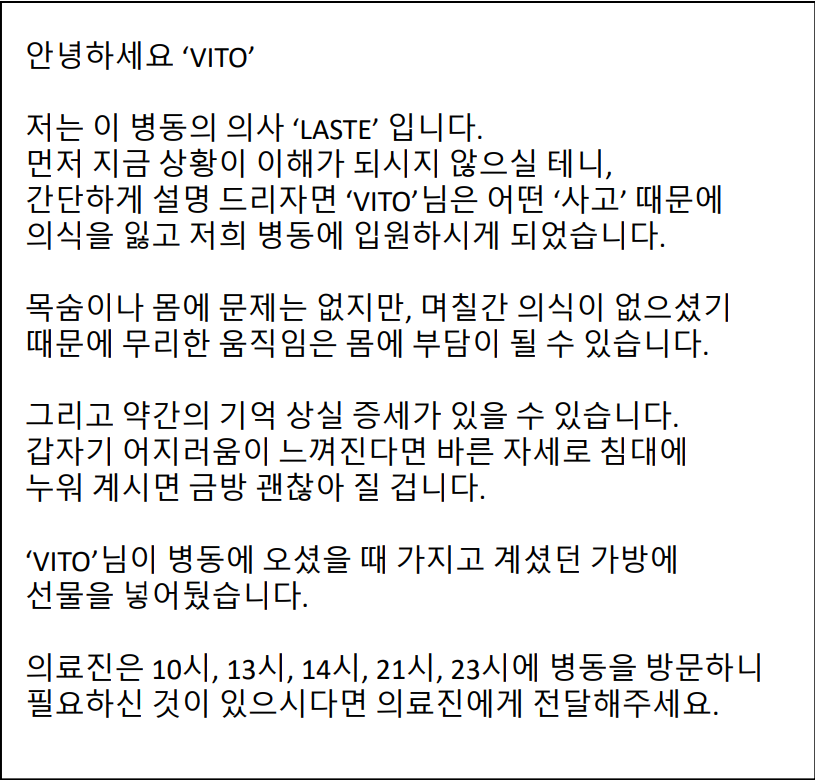 안녕하세요 ‘VITO’
저는 이 병동의 의사 ‘LASTE’ 입니다.
먼저 지금 상황이 이해가 되시지 않으실 테니,
간단하게 설명 드리자면 ‘VITO’님은 어떤 ‘사고’ 때문에
의식을 잃고 저희 병동에 입원하시게 되었습니다.
목숨이나 몸에 문제는 없지만, 며칠간 의식이 없으셨기
때문에 무리한 움직임은 몸에 부담이 될 수 있습니다.
그리고 약간의 기억 상실 증세가 있을 수 있습니다.
갑자기 어지러움이 느껴진다면 바른 자세로 침대에
누워 계시면 금방 괜찮아 질 겁니다.
‘VITO’님이 병동에 오셨을 때 가지고 계셨던 가방에
선물을 넣어뒀습니다.
의료진은 10시, 13시, 14시, 21시, 23시에 병동을 방문하니
필요하신 것이 있으시다면 의료진에게 전달해주세요.